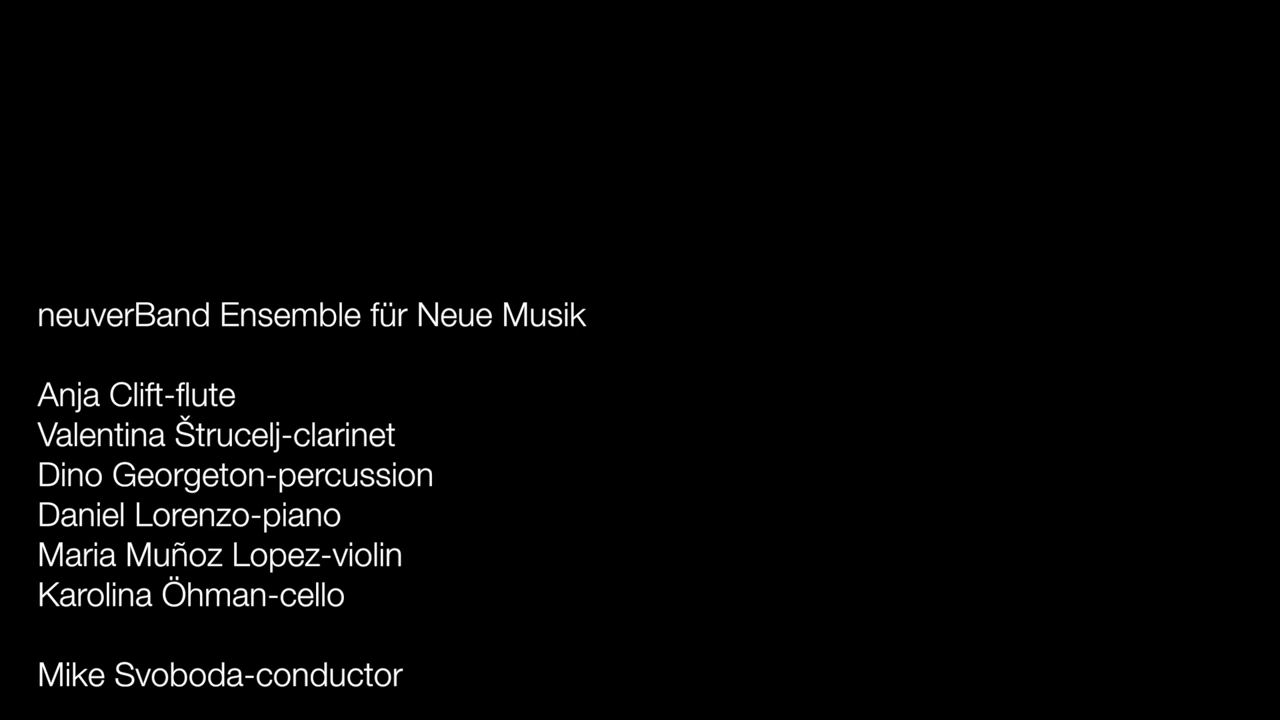 neuverBand Ensemble für Neue Musik
Anja Clift-flute
Valentina Štrucelj-clarinet
Dino Georgeton-percussion
Daniel Lorenzo-piano
Maria Muñoz Lopez-violin
Karolina Öhman-cello
Mike Svoboda-conductor